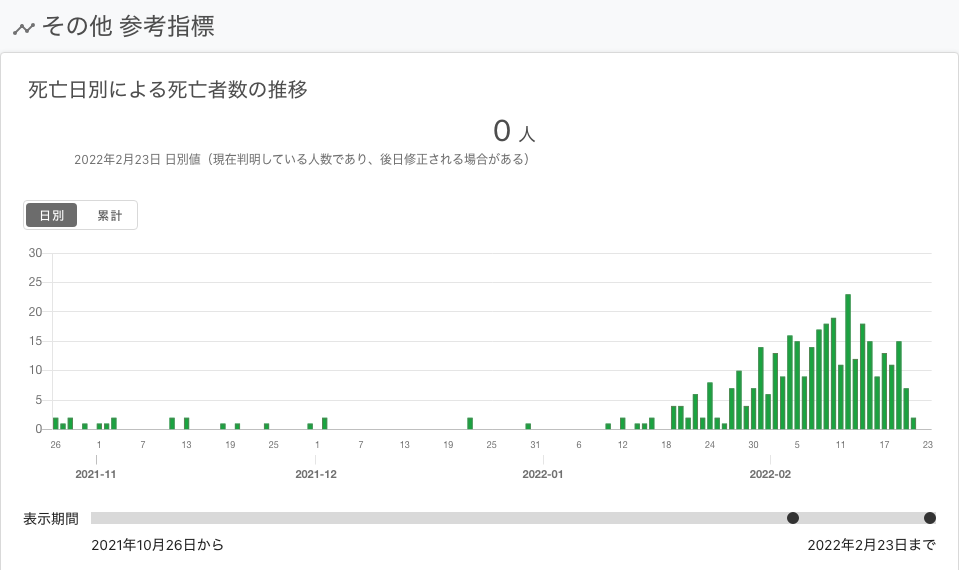 その他 参考指標
死亡日別による死亡者数の推移
0 人
2022年2月23日 日別値（現在判明している人数であり、後日修正される場合がある）
日別 累計
30
25
20
15
10
5
0
26 1 7 13 19 25 1 7 13 19 25 31 6 12 18 24 30 5 11 17 23
2021-11 2021-12 2022-01 2022-02
表示期間
2021年10月26日から 2022年2月23日まで